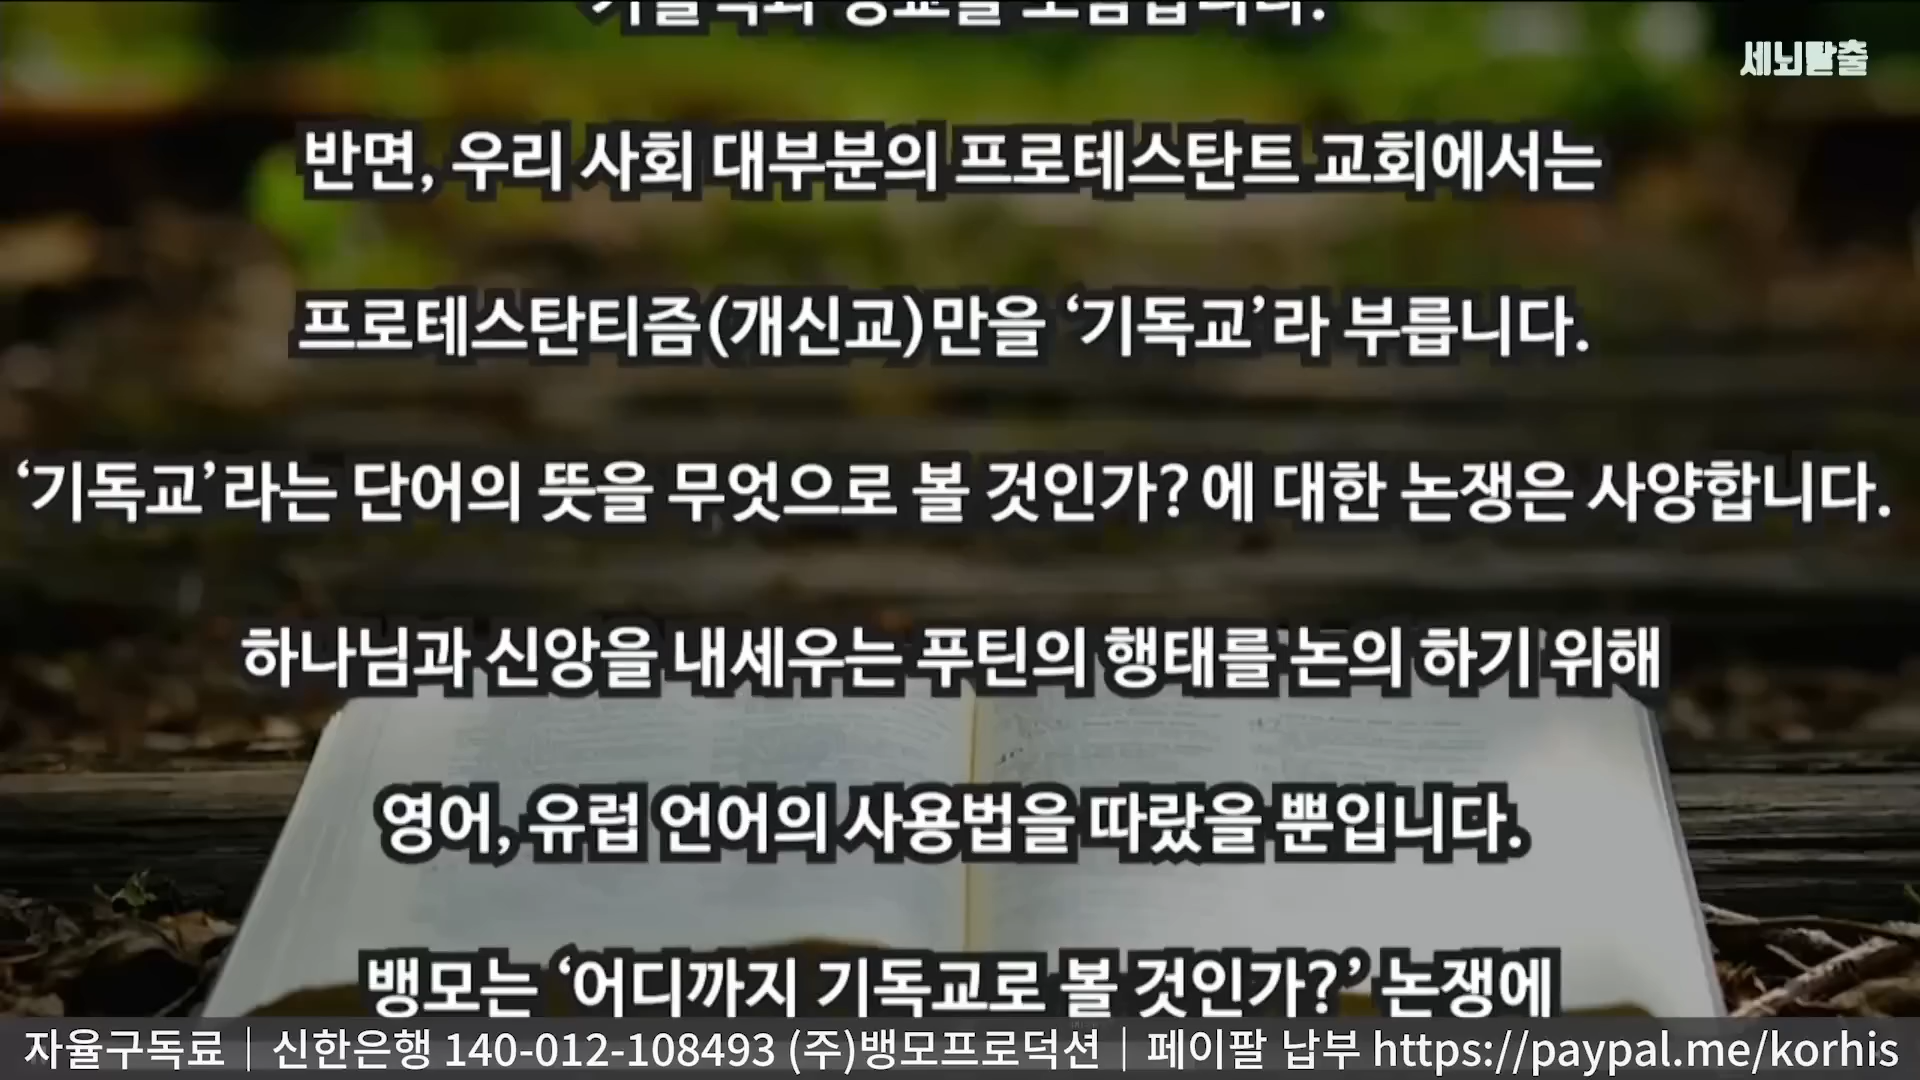 세뇌탈출
반면, 우리 사회 대부분의 프로테스탄트 교회에서는
프로테스탄티즘(개신교)만을 ‘기독교’라 부릅니다.
‘기독교’라는 단어의 뜻을 무엇으로 볼 것인가? 에 대한 논쟁은 사양합니다.
하나님과 신앙을 내세우는 푸틴의 행태를 논의 하기 위해
영어, 유럽 언어의 사용법을 따랐을 뿐입니다.
뱅모는 ‘어디까지 기독교로 볼 것인가?’ 논쟁에
자율구독료｜신한은행 140-012-108493 (주)뱅모프로덕션｜페이팔 납부 https://paypal.me/korhis